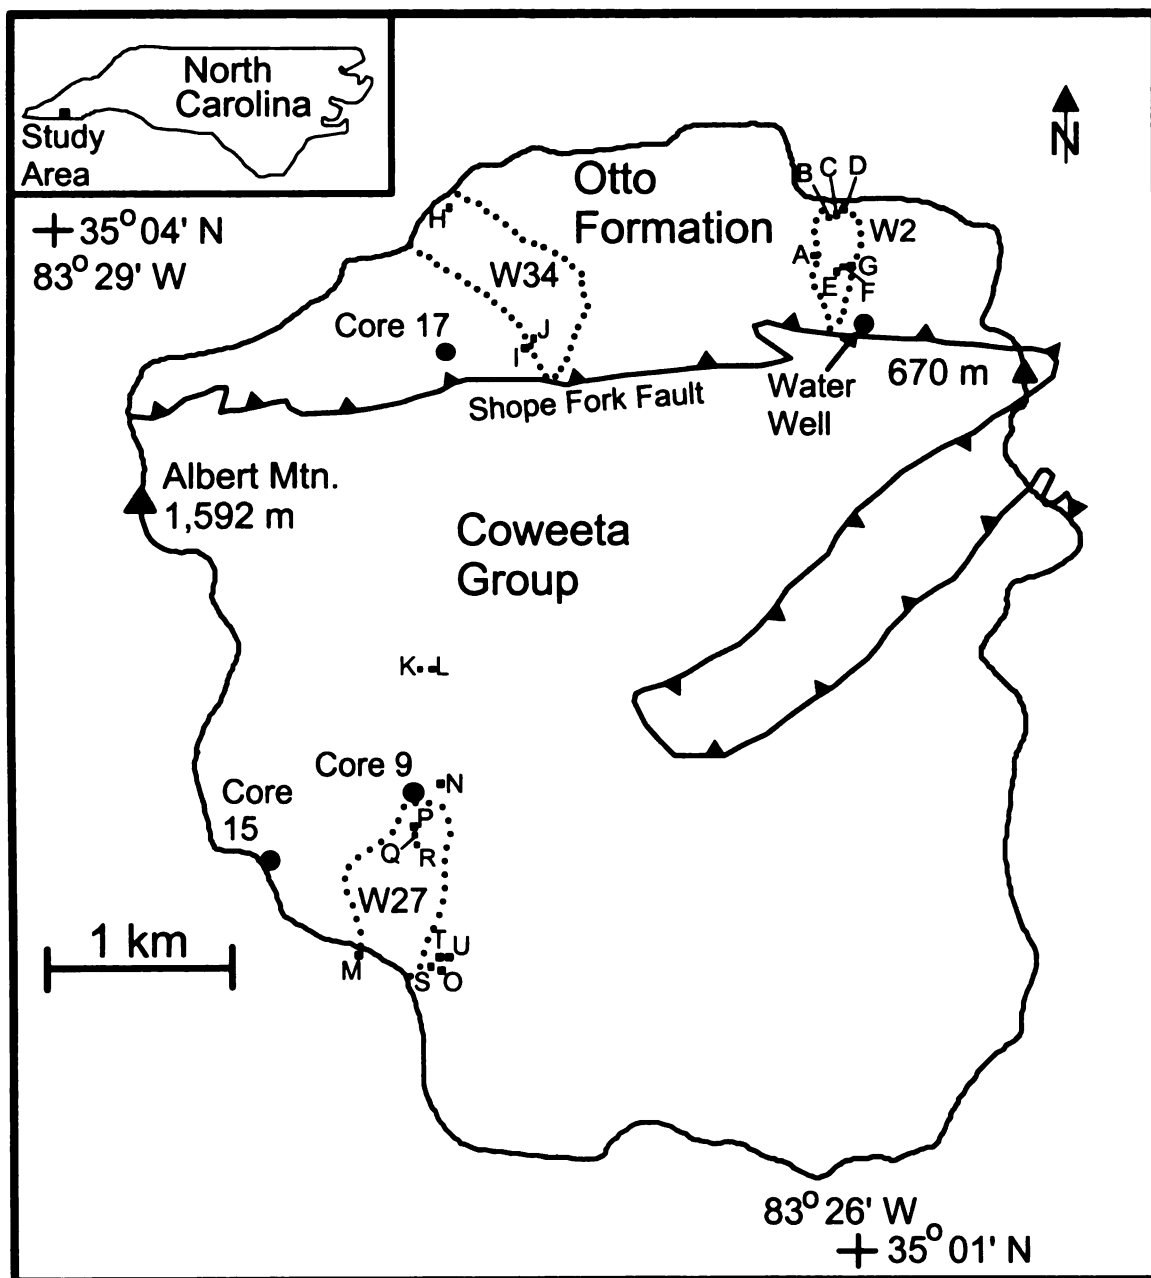 North
Carolina
Study
Area
N
35° 04' N
83° 29' W
Otto
Formation
B C D
H
W2
A
G
E
F
W34
J
I
Core 17
Water
Well
670 m
Shope Fork Fault
Albert Mtn.
1,592 m
Coweeta
Group
K L
Core 9
N
Core
15
P
Q R
W27
1 km
T U
M
S O
83° 26' W
35° 01' N